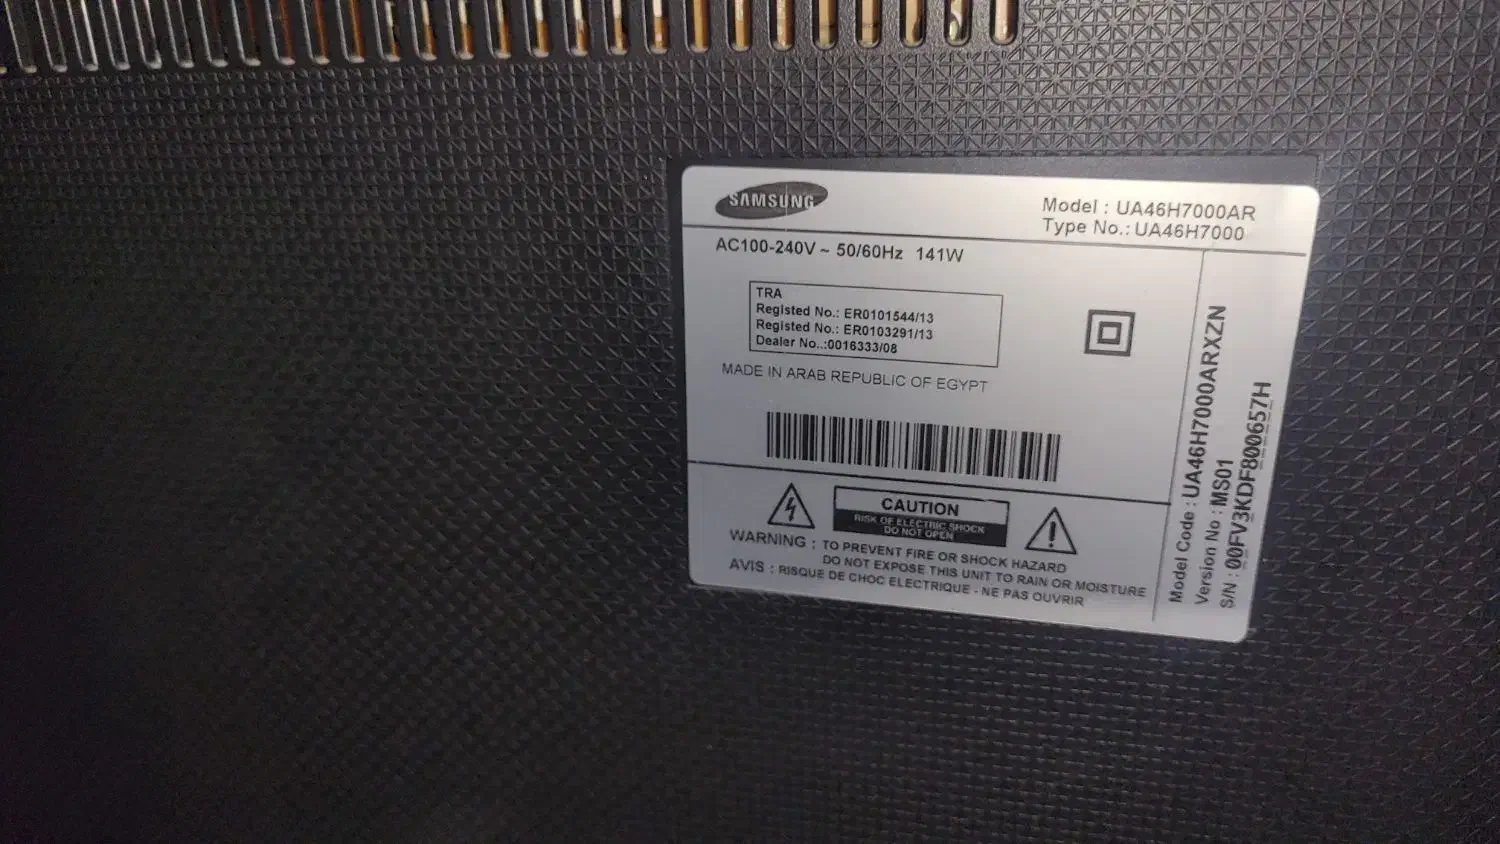 SAMSUNG
Model : UA46H7000AR
Type No.: UA46H7000
AC100-240V ~ 50/60Hz 141W
TRA
Registed No.: ER0101544/13
Registed No.: ER0103291/13
Dealer No..:0016333/08
MADE IN ARAB REPUBLIC OF EGYPT
CAUTION
RISK OF ELECTRIC SHOCK
DO NOT OPEN
WARNING : TO PREVENT FIRE OR SHOCK HAZARD
DO NOT EXPOSE THIS UNIT TO RAIN OR MOISTURE
AVIS : RISQUE DE CHOC ELECTRIQUE - NE PAS OUVRIR
Model Code : UA46H7000ARXZN
Version No : MS01
S/N : 00FV3KDF800657H